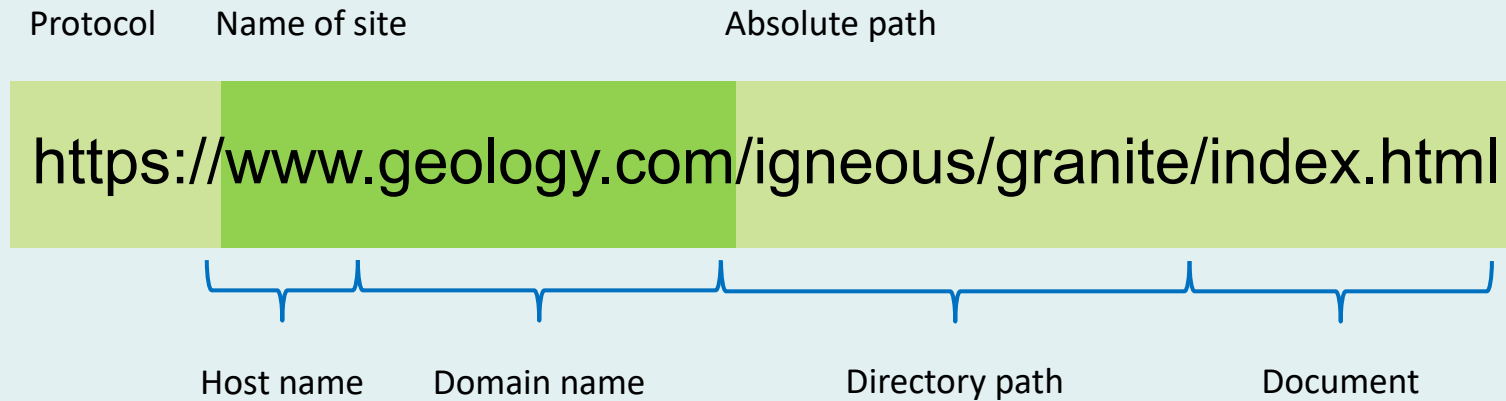 Protocol Name of site Absolute path
https://www.geology.com/igneous/granite/index.html
Host name Domain name Directory path Document